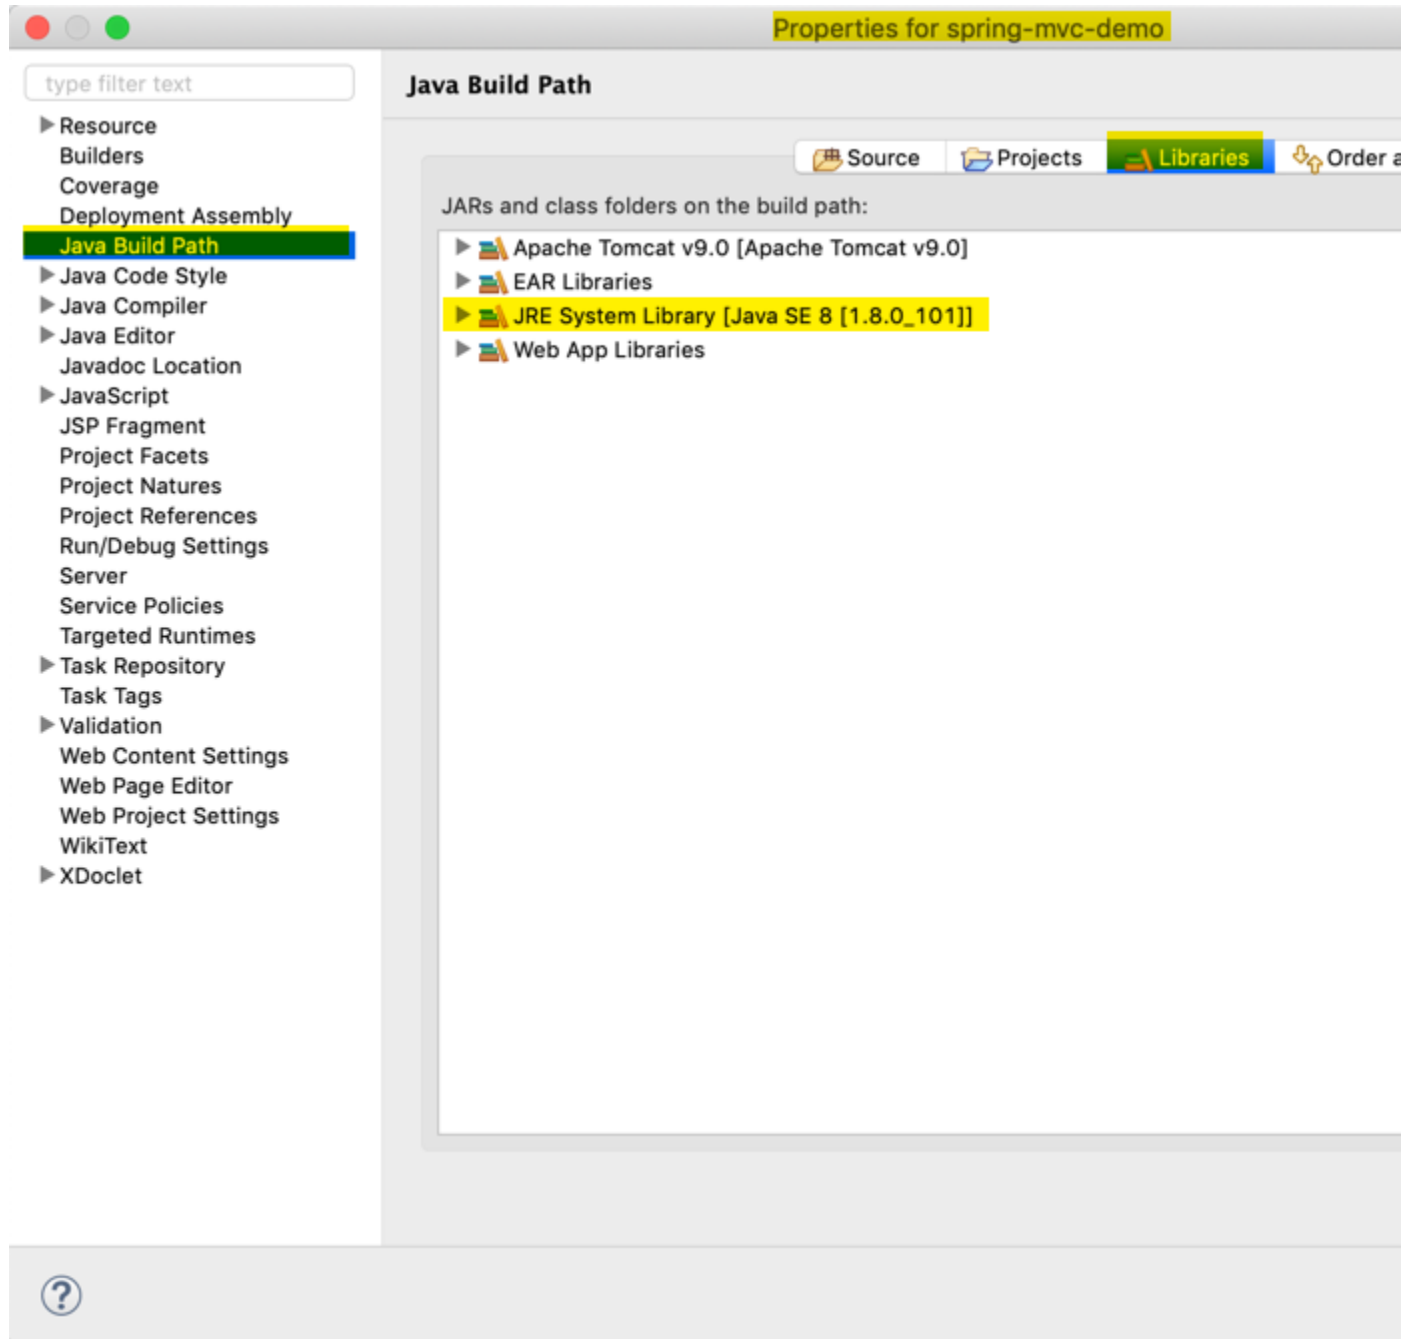 Properties for spring-mvc-demo
type filter text
Resource
Builders
Coverage
Deployment Assembly
Java Build Path
Java Code Style
Java Compiler
Java Editor
Javadoc Location
JavaScript
JSP Fragment
Project Facets
Project Natures
Project References
Run/Debug Settings
Server
Service Policies
Targeted Runtimes
Task Repository
Task Tags
Validation
Web Content Settings
Web Page Editor
Web Project Settings
WikiText
XDoclet
Java Build Path
Source Projects Libraries Order a
JARs and class folders on the build path:
Apache Tomcat v9.0 [Apache Tomcat v9.0]
EAR Libraries
JRE System Library [Java SE 8 [1.8.0_101]]
Web App Libraries
?